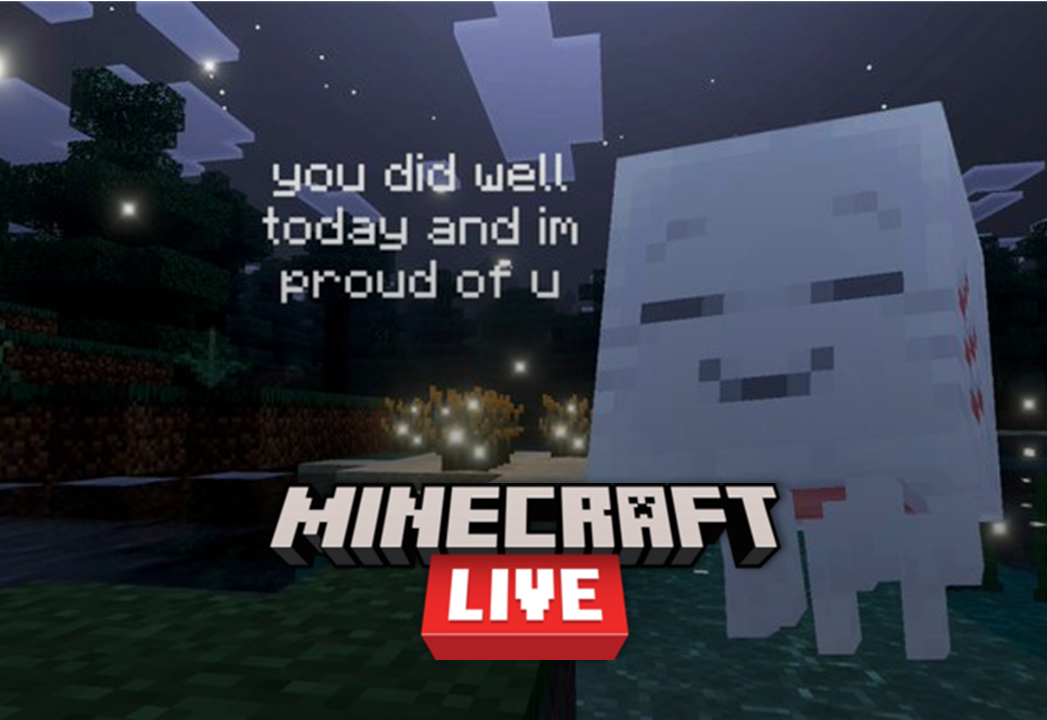 you did well
today and im
proud of u
MINECRAFT
LIVE